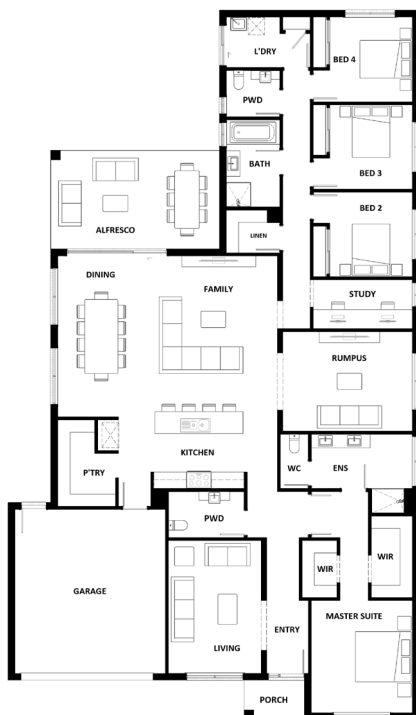 L'DRY
BED 4
PWD
BATH
BED 3
BED 2
ALFRESCO
LINEN
DINING
FAMILY
STUDY
RUMPUS
KITCHEN
P'TRY
WC
ENS
PWD
WIR
WIR
GARAGE
MASTER SUITE
ENTRY
LIVING
PORCH